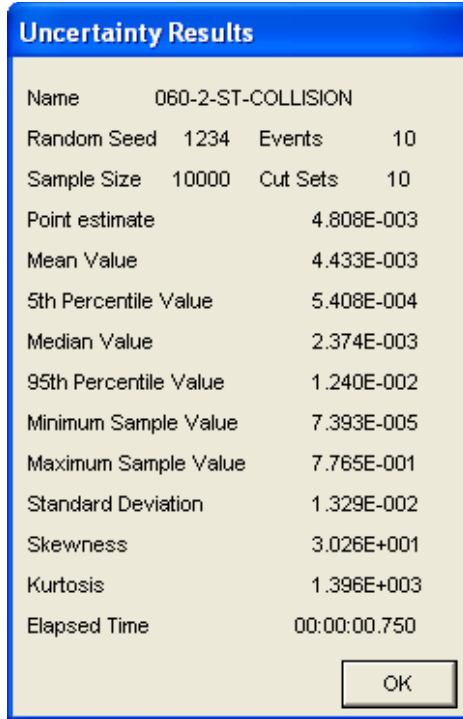 Uncertainty Results
Name 060-2-ST-COLLISION
Random Seed 1234 Events 10
Sample Size 10000 Cut Sets 10
Point estimate 4.808E-003
Mean Value 4.433E-003
5th Percentile Value 5.408E-004
Median Value 2.374E-003
95th Percentile Value 1.240E-002
Minimum Sample Value 7.393E-005
Maximum Sample Value 7.765E-001
Standard Deviation 1.329E-002
Skewness 3.026E+001
Kurtosis 1.396E+003
Elapsed Time 00:00:00.750
OK